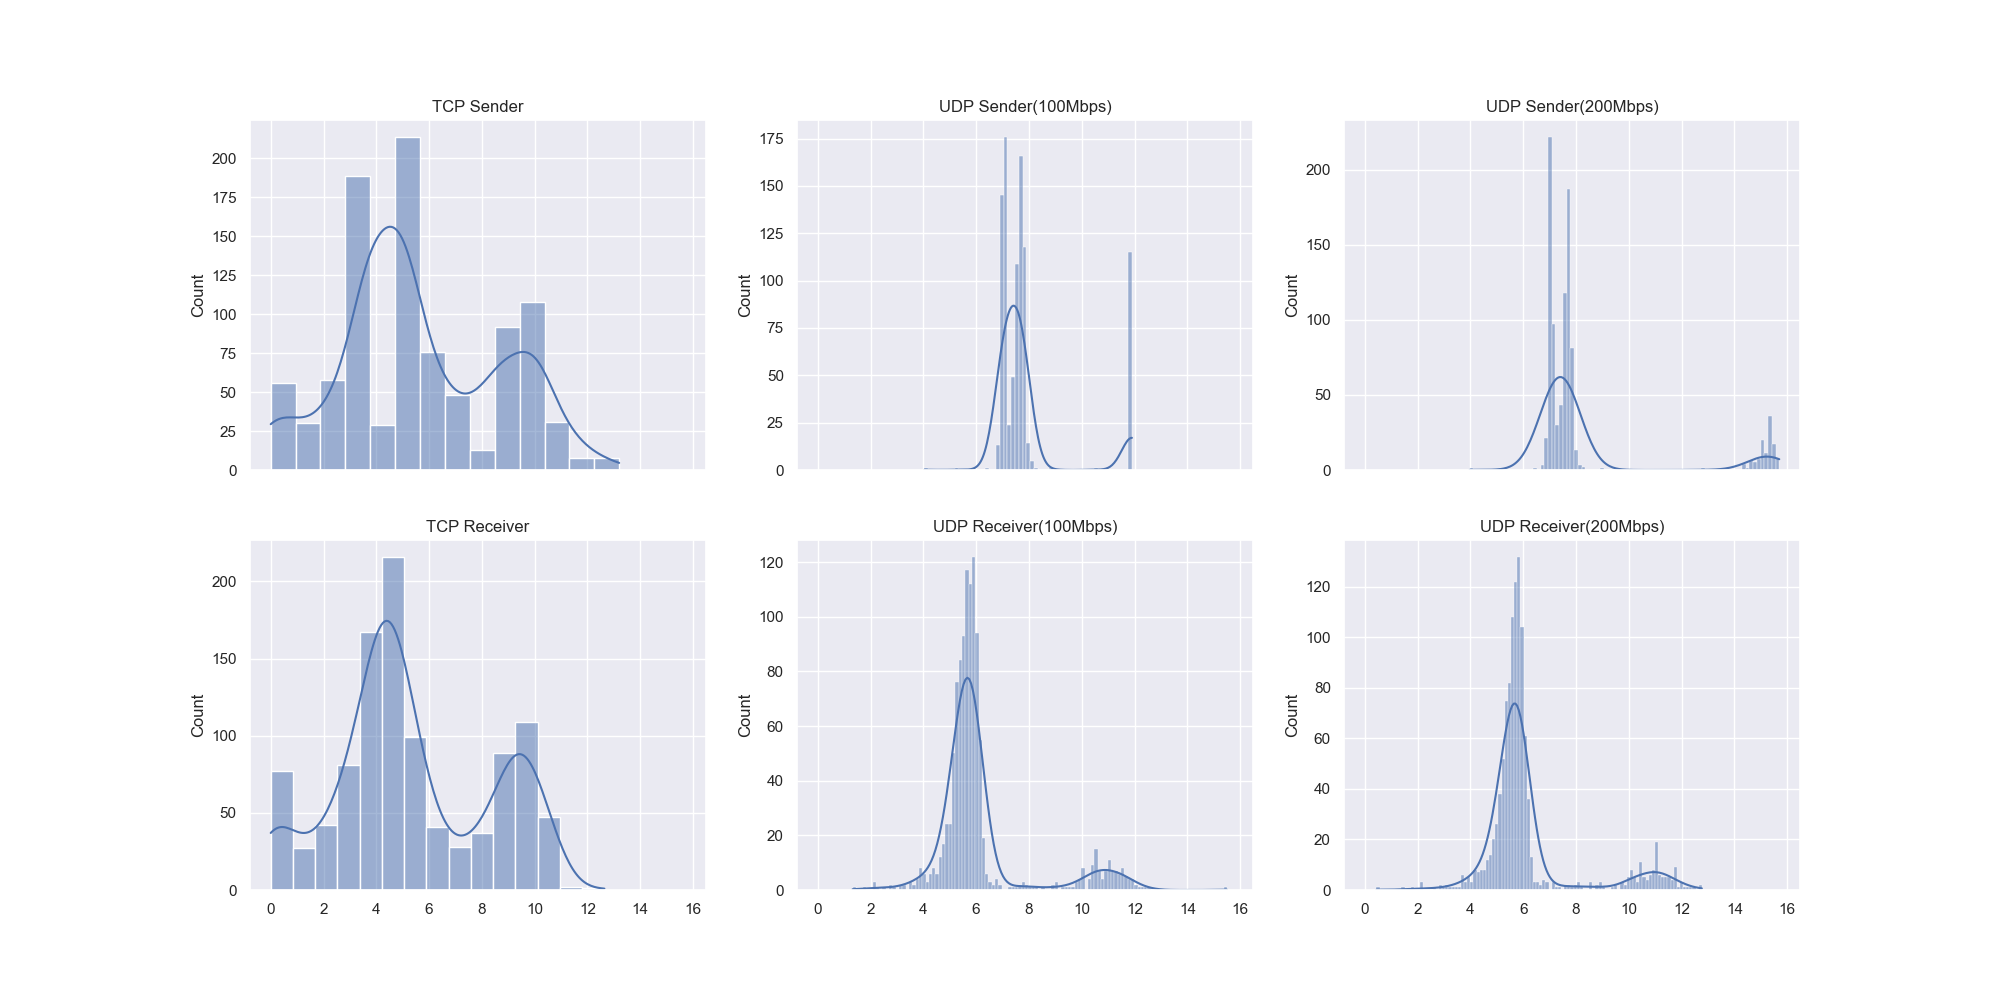 TCP Sender
UDP Sender(100Mbps)
UDP Sender(200Mbps)
Count
200
175
150
125
100
75
50
25
0
Count
175
150
125
100
75
50
25
0
Count
200
150
100
50
0
TCP Receiver
UDP Receiver(100Mbps)
UDP Receiver(200Mbps)
Count
200
150
100
50
0
0 2 4 6 8 10 12 14 16
Count
120
100
80
60
40
20
0
0 2 4 6 8 10 12 14 16
Count
120
100
80
60
40
20
0
0 2 4 6 8 10 12 14 16